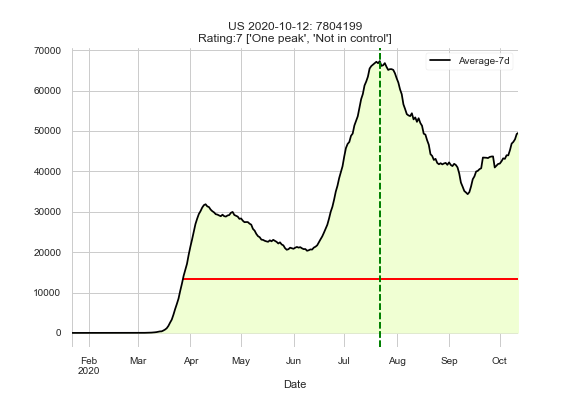 US 2020-10-12: 7804199
Rating:7 ['One peak', 'Not in control']
Average-7d
70000
60000
50000
40000
30000
20000
10000
0
Feb Mar Apr May Jun Jul Aug Sep Oct
2020
Date